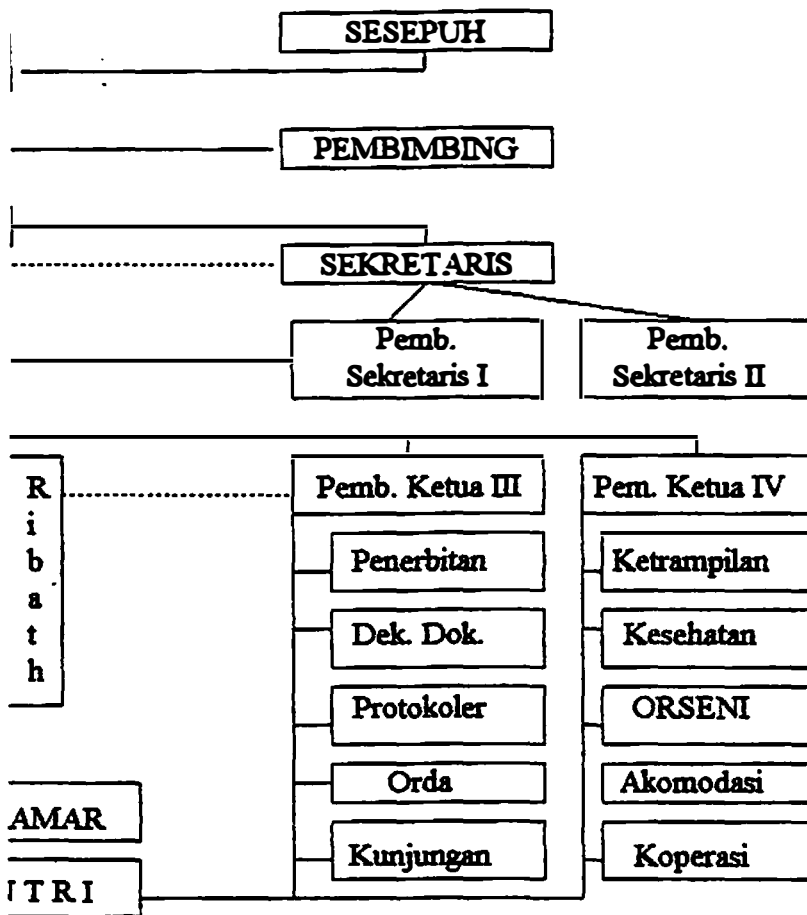 SESEPUH
PEMBIMBING
SEKRETARIS
Pemb.
Sekretaris I
Pemb.
Sekretaris II
R
i
b
a
t
h
Pemb. Ketua III
Penerbitan
Dek. Dok.
Protokoler
Orda
Kunjungan
Pem. Ketua IV
Ketrampilan
Kesehatan
ORSENI
Akomodasi
Koperasi
AMAR
NTRI